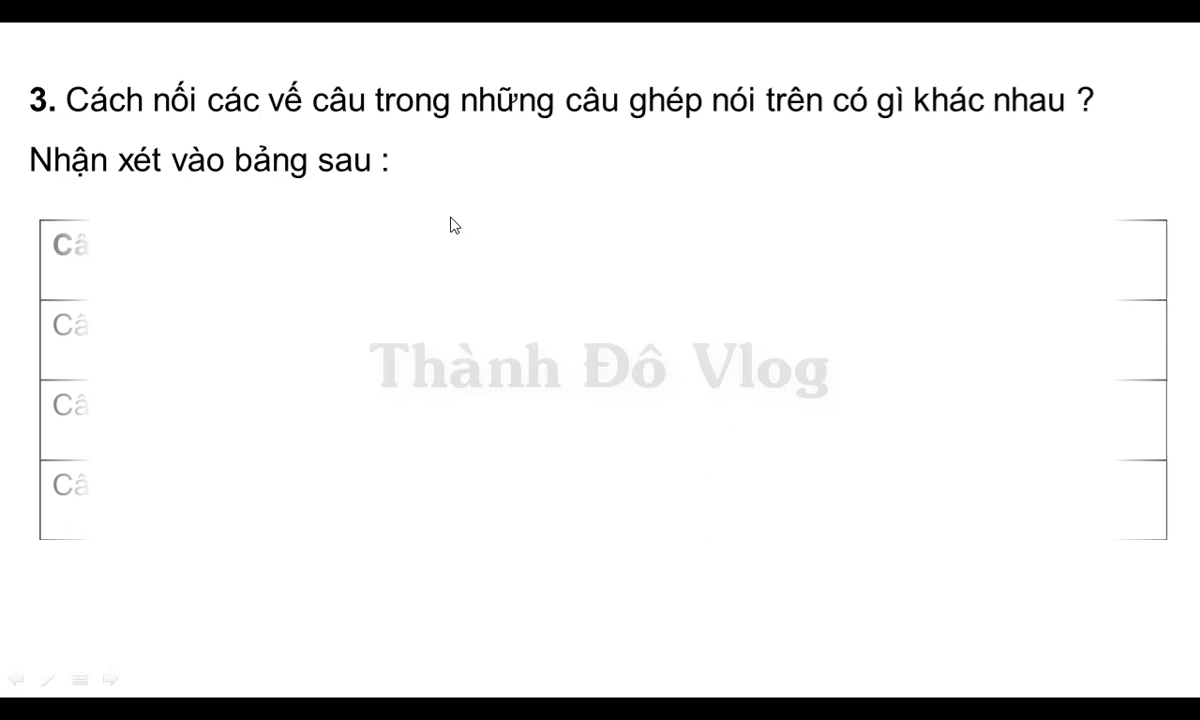 3. Cách nối các vế câu trong những câu ghép nói trên có gì khác nhau ?
Nhận xét vào bảng sau :
Câ
Câ
Thành Đô Vlog
Câ
Câ